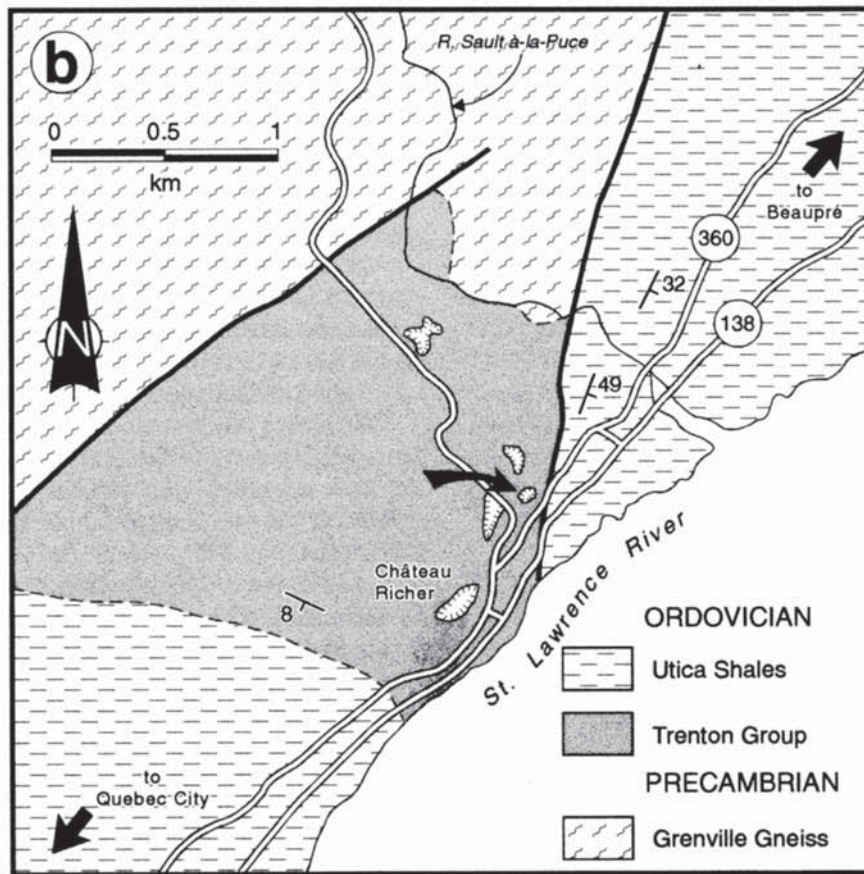 b
R. Sault à-la-Puce
0 0.5 1
km
to
Beaupré
360
N
32
138
49
Château
Richer
8
St. Lawrence River
ORDOVICIAN
Utica Shales
Trenton Group
PRECAMBRIAN
Grenville Gneiss
to
Quebec City